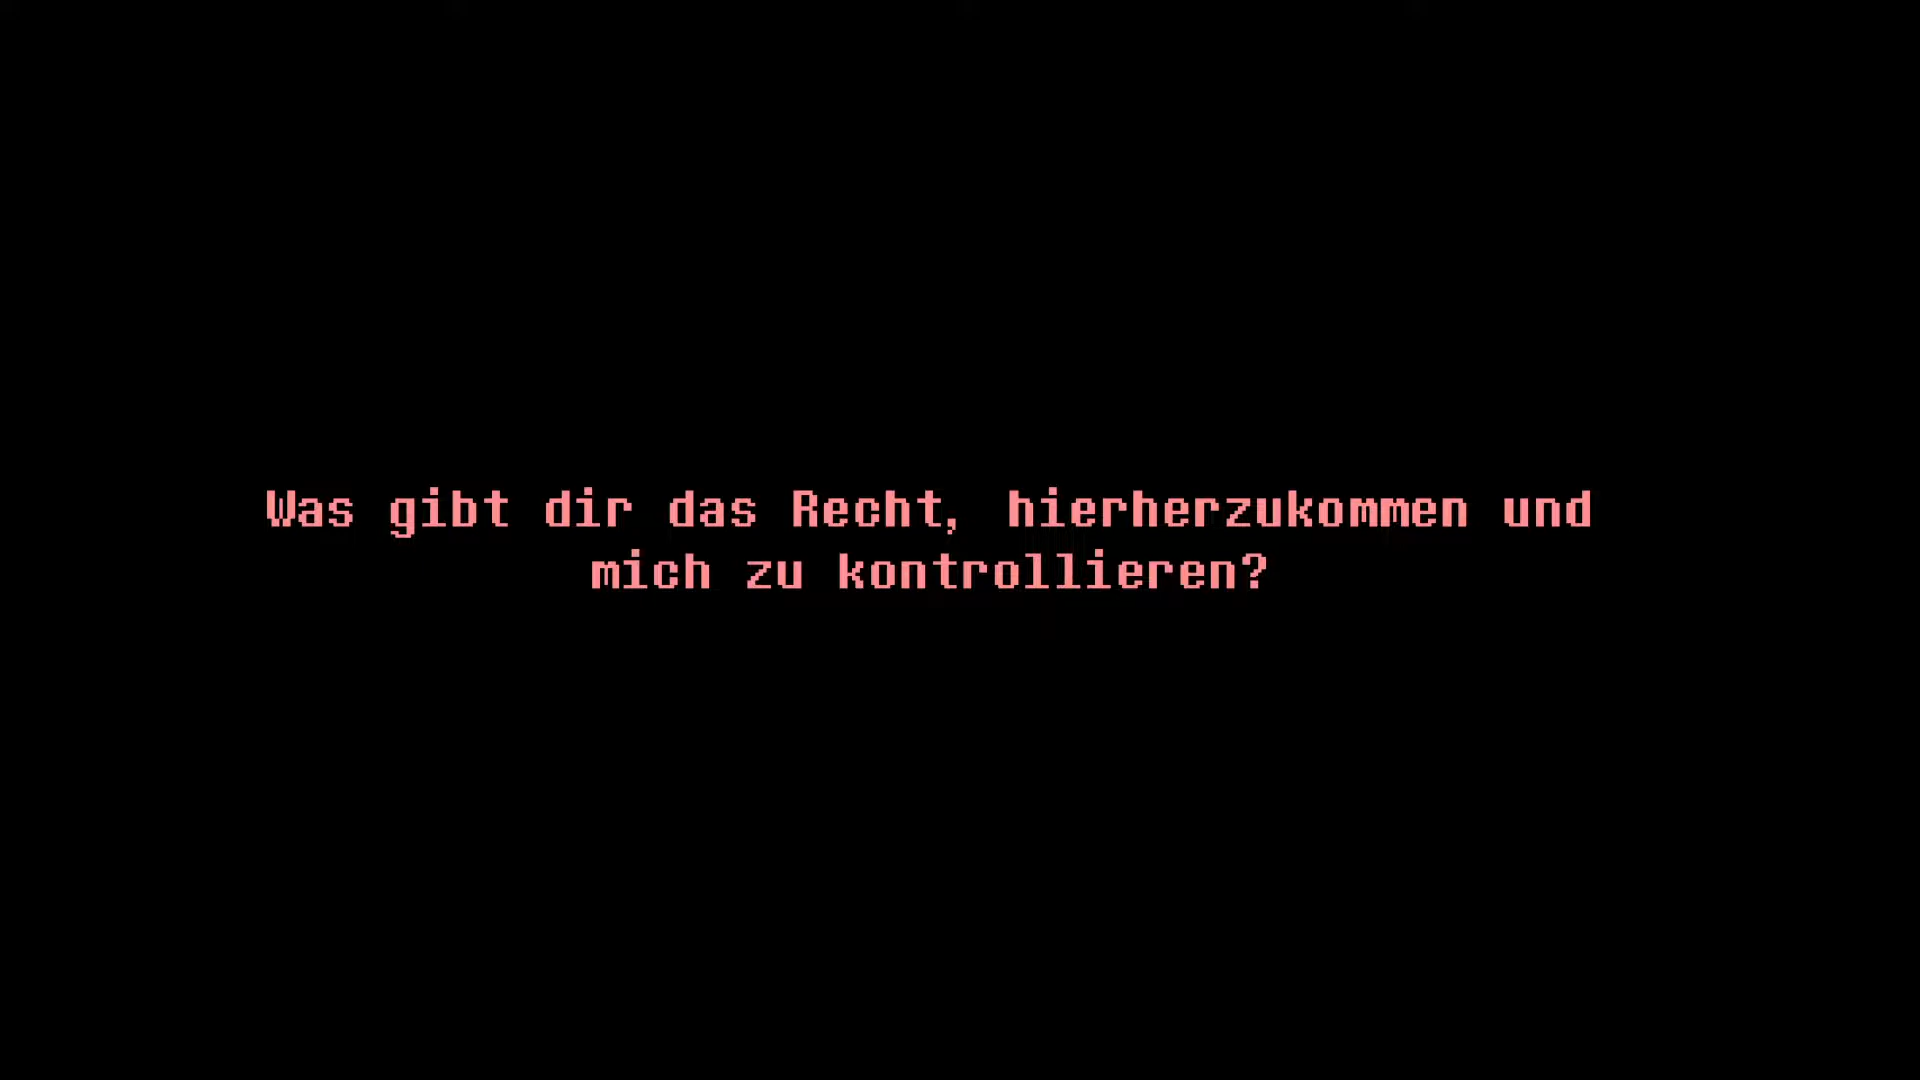 Was gibt dir das Recht, hierherzukommen und
mich zu kontrollieren?